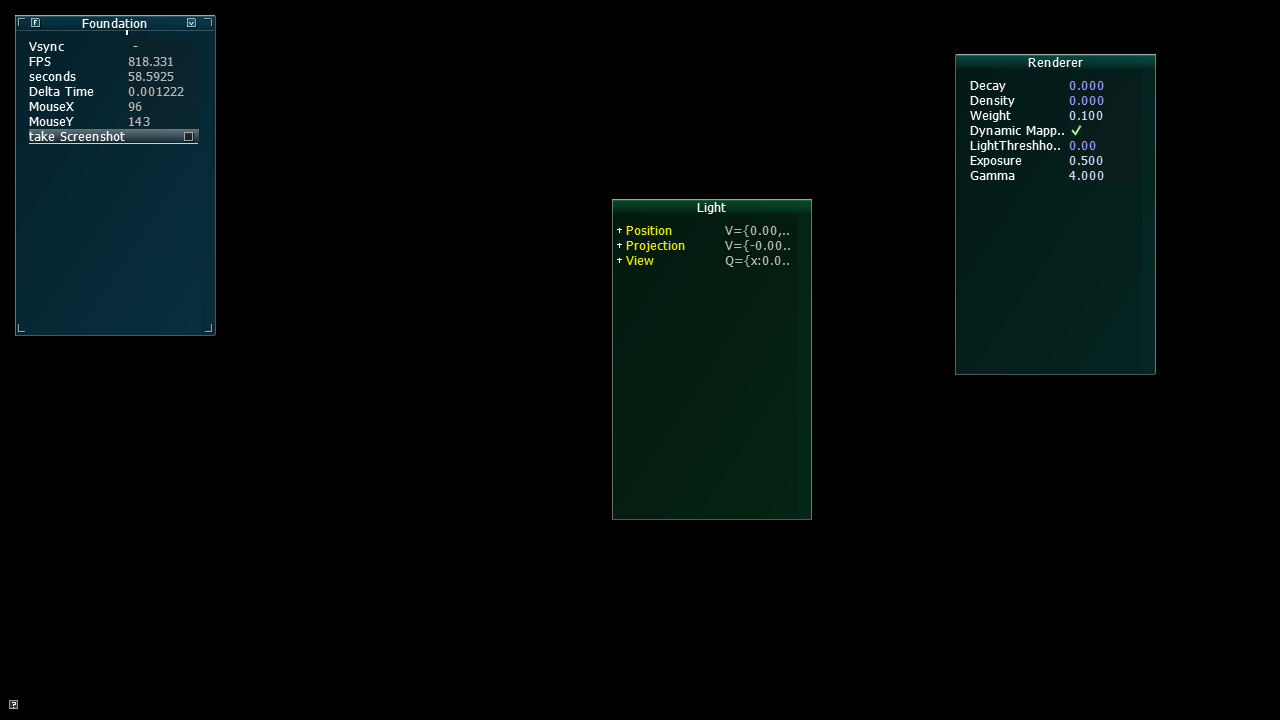 Foundation
Vsync -
FPS 818.331
seconds 58.5925
Delta Time 0.001222
MouseX 96
MouseY 143
take Screenshot
Light
+ Position V={0.00,..
+ Projection V={-0.00..
+ View Q={x:0.0..
Renderer
Decay 0.000
Density 0.000
Weight 0.100
Dynamic Mapp.. ✓
LightThreshho.. 0.00
Exposure 0.500
Gamma 4.000
?